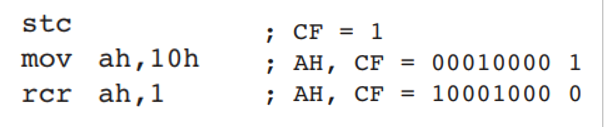 stc ; CF = 1
mov ah,10h ; AH, CF = 00010000 1
rcr ah,1 ; AH, CF = 10001000 0